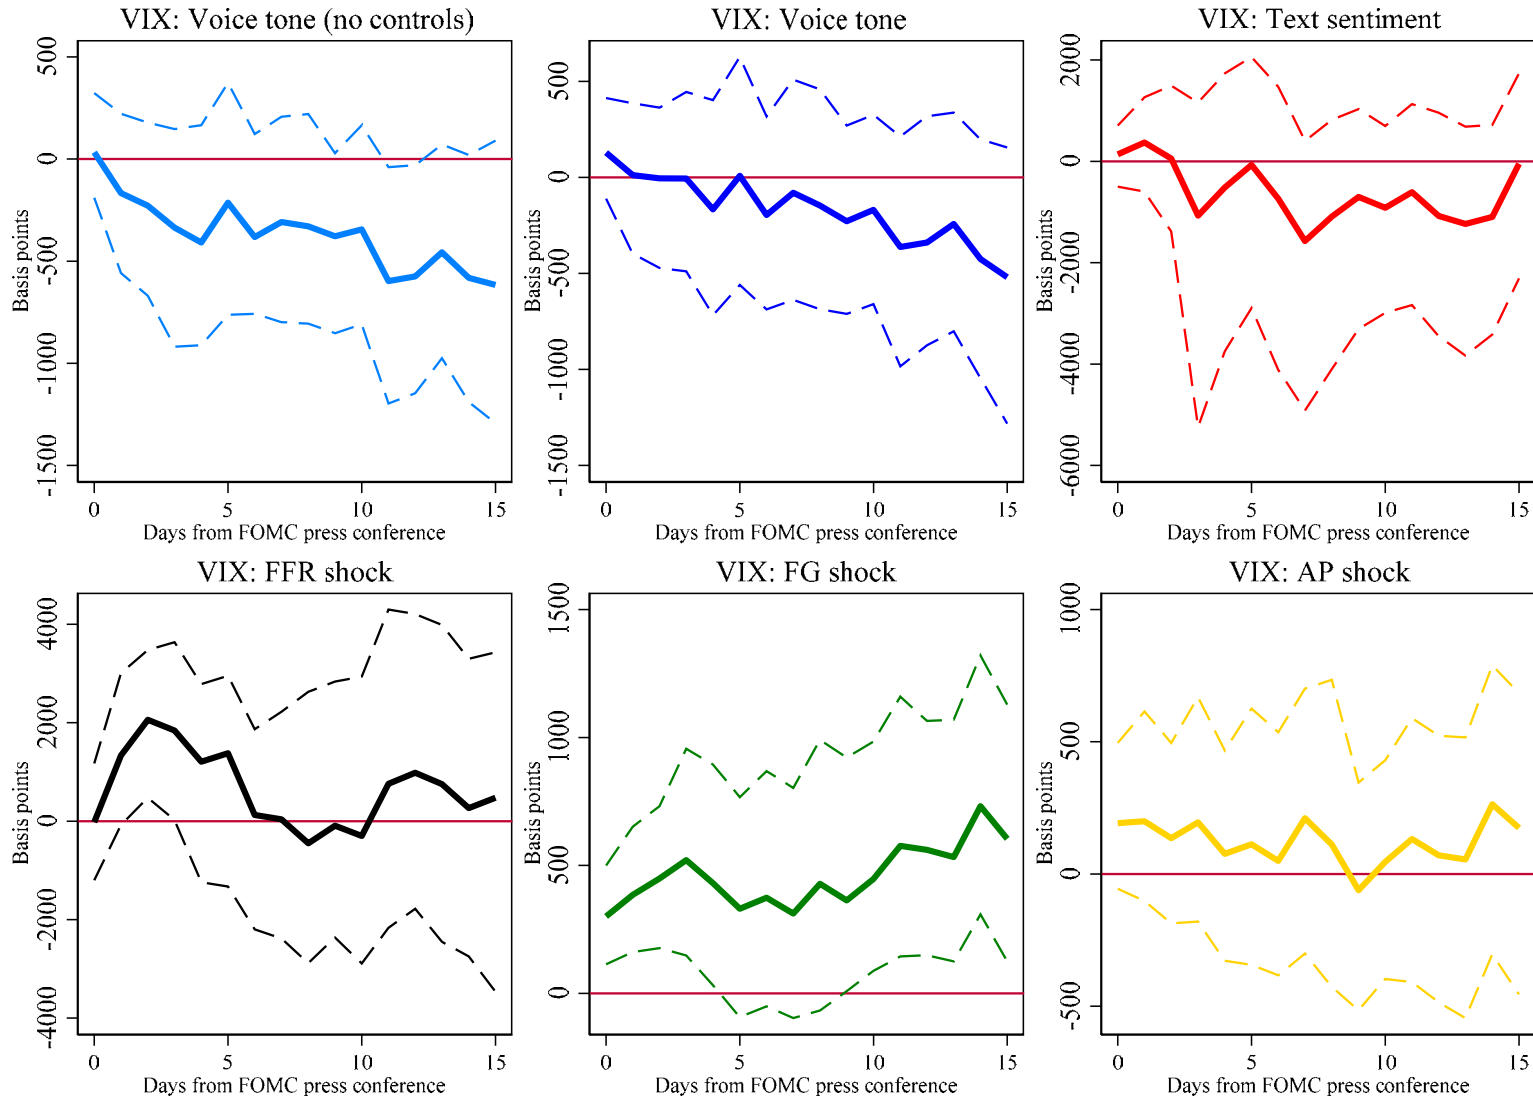 VIX: Voice tone (no controls)
500
0
-500
-1000
-1500
Basis points
0 5 10 15
Days from FOMC press conference
VIX: Voice tone
500
0
-500
-1000
-1500
Basis points
0 5 10 15
Days from FOMC press conference
VIX: Text sentiment
2000
0
-2000
-4000
-6000
Basis points
0 5 10 15
Days from FOMC press conference
VIX: FFR shock
4000
2000
0
-2000
-4000
Basis points
0 5 10 15
Days from FOMC press conference
VIX: FG shock
1500
1000
500
0
Basis points
0 5 10 15
Days from FOMC press conference
VIX: AP shock
1000
500
0
-500
Basis points
0 5 10 15
Days from FOMC press conference